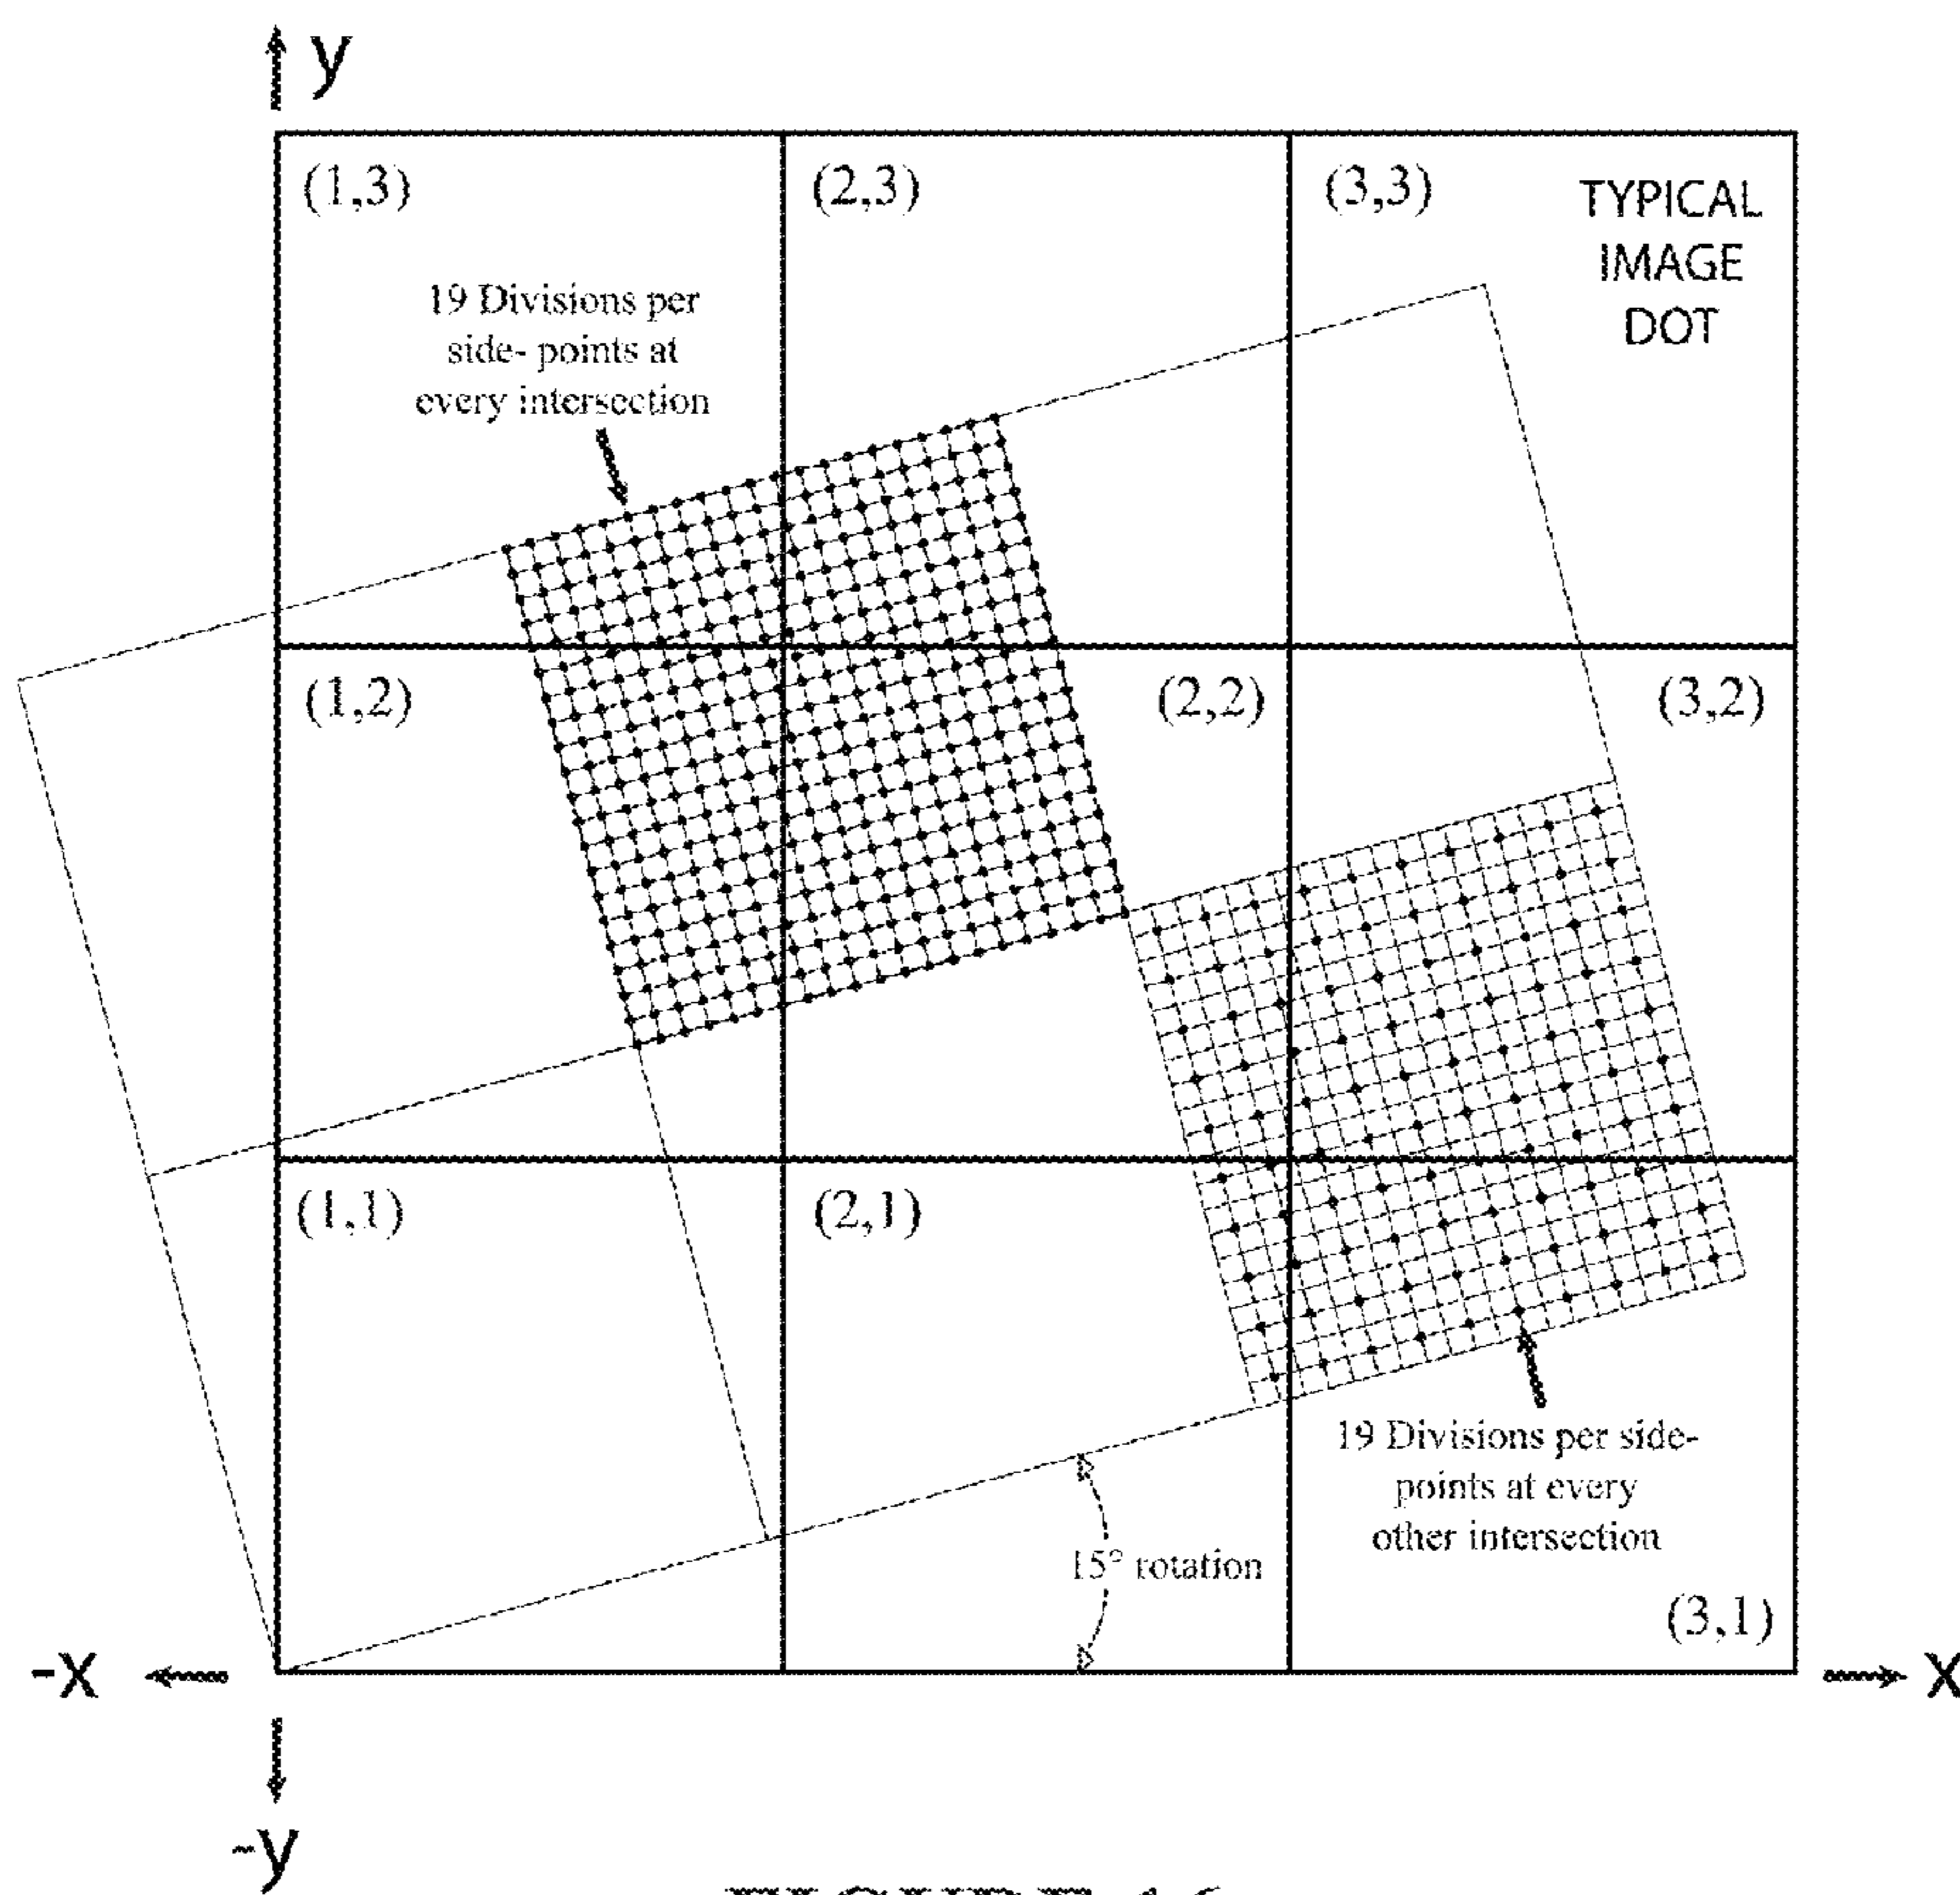 y
(1,3)
(2,3)
(3,3)
TYPICAL
IMAGE
DOT
19 Divisions per
side- points at
every intersection
(1,2)
(2,2)
(3,2)
(1,1)
(2,1)
19 Divisions per side-
points at every
other intersection
15° rotation
(3,1)
-x
x
-y